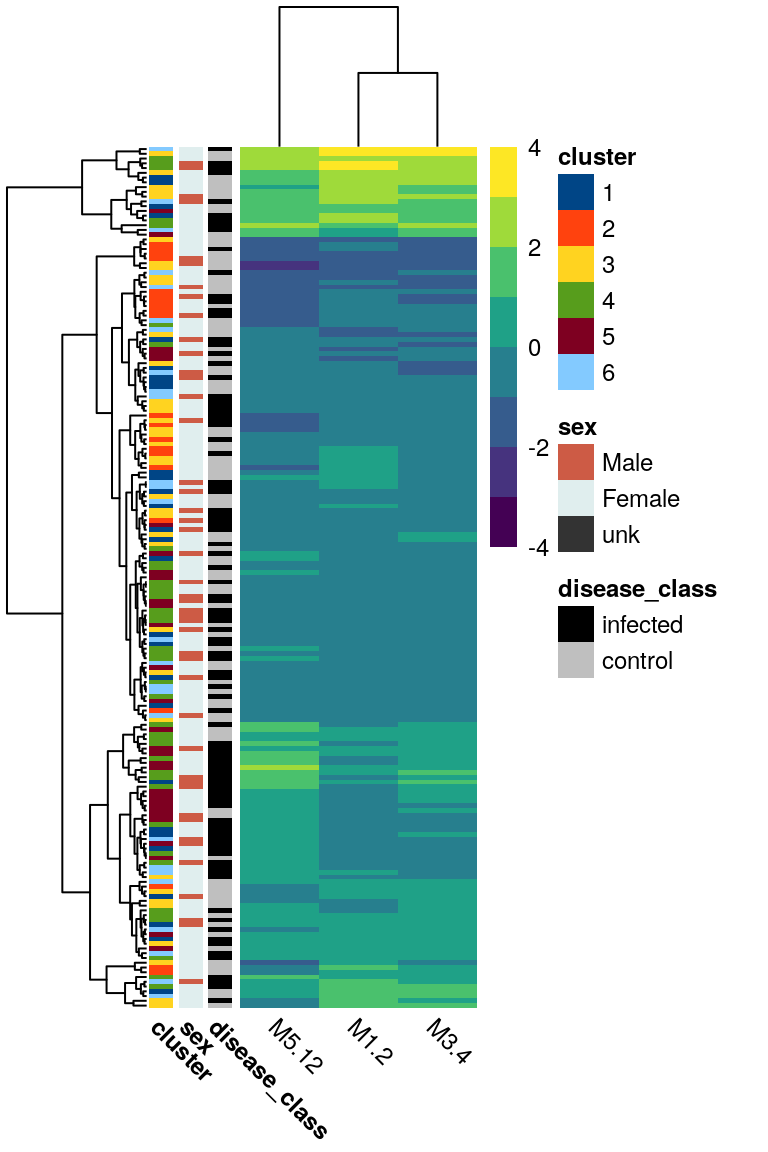 4
2
0
-2
-4
cluster
1
2
3
4
5
6
sex
Male
Female
unk
disease_class
infected
control
cluster
sex
disease_class
M5.12
M1.2
M3.4